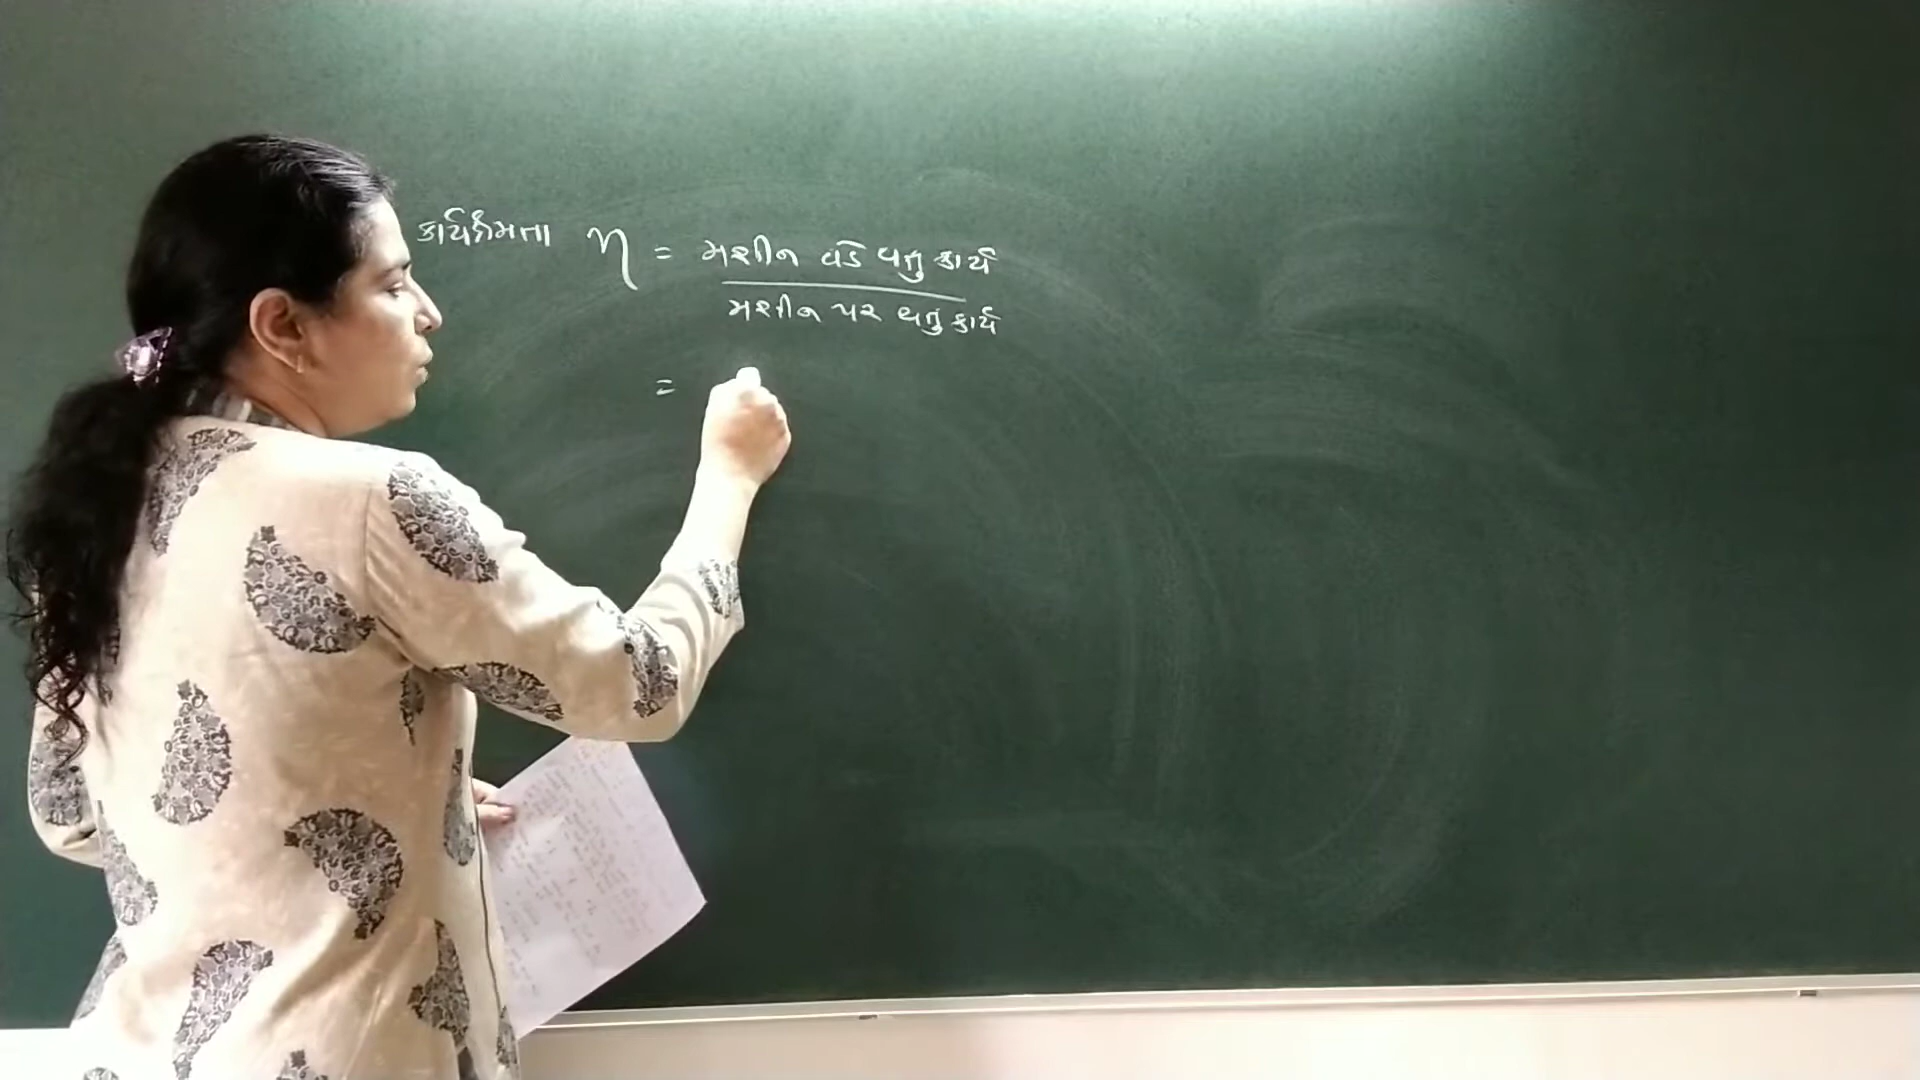 કાર્યક્ષમતા η = મશીન વડે થતુ કાર્ય
મશીન પર થતુ કાર્ય
=